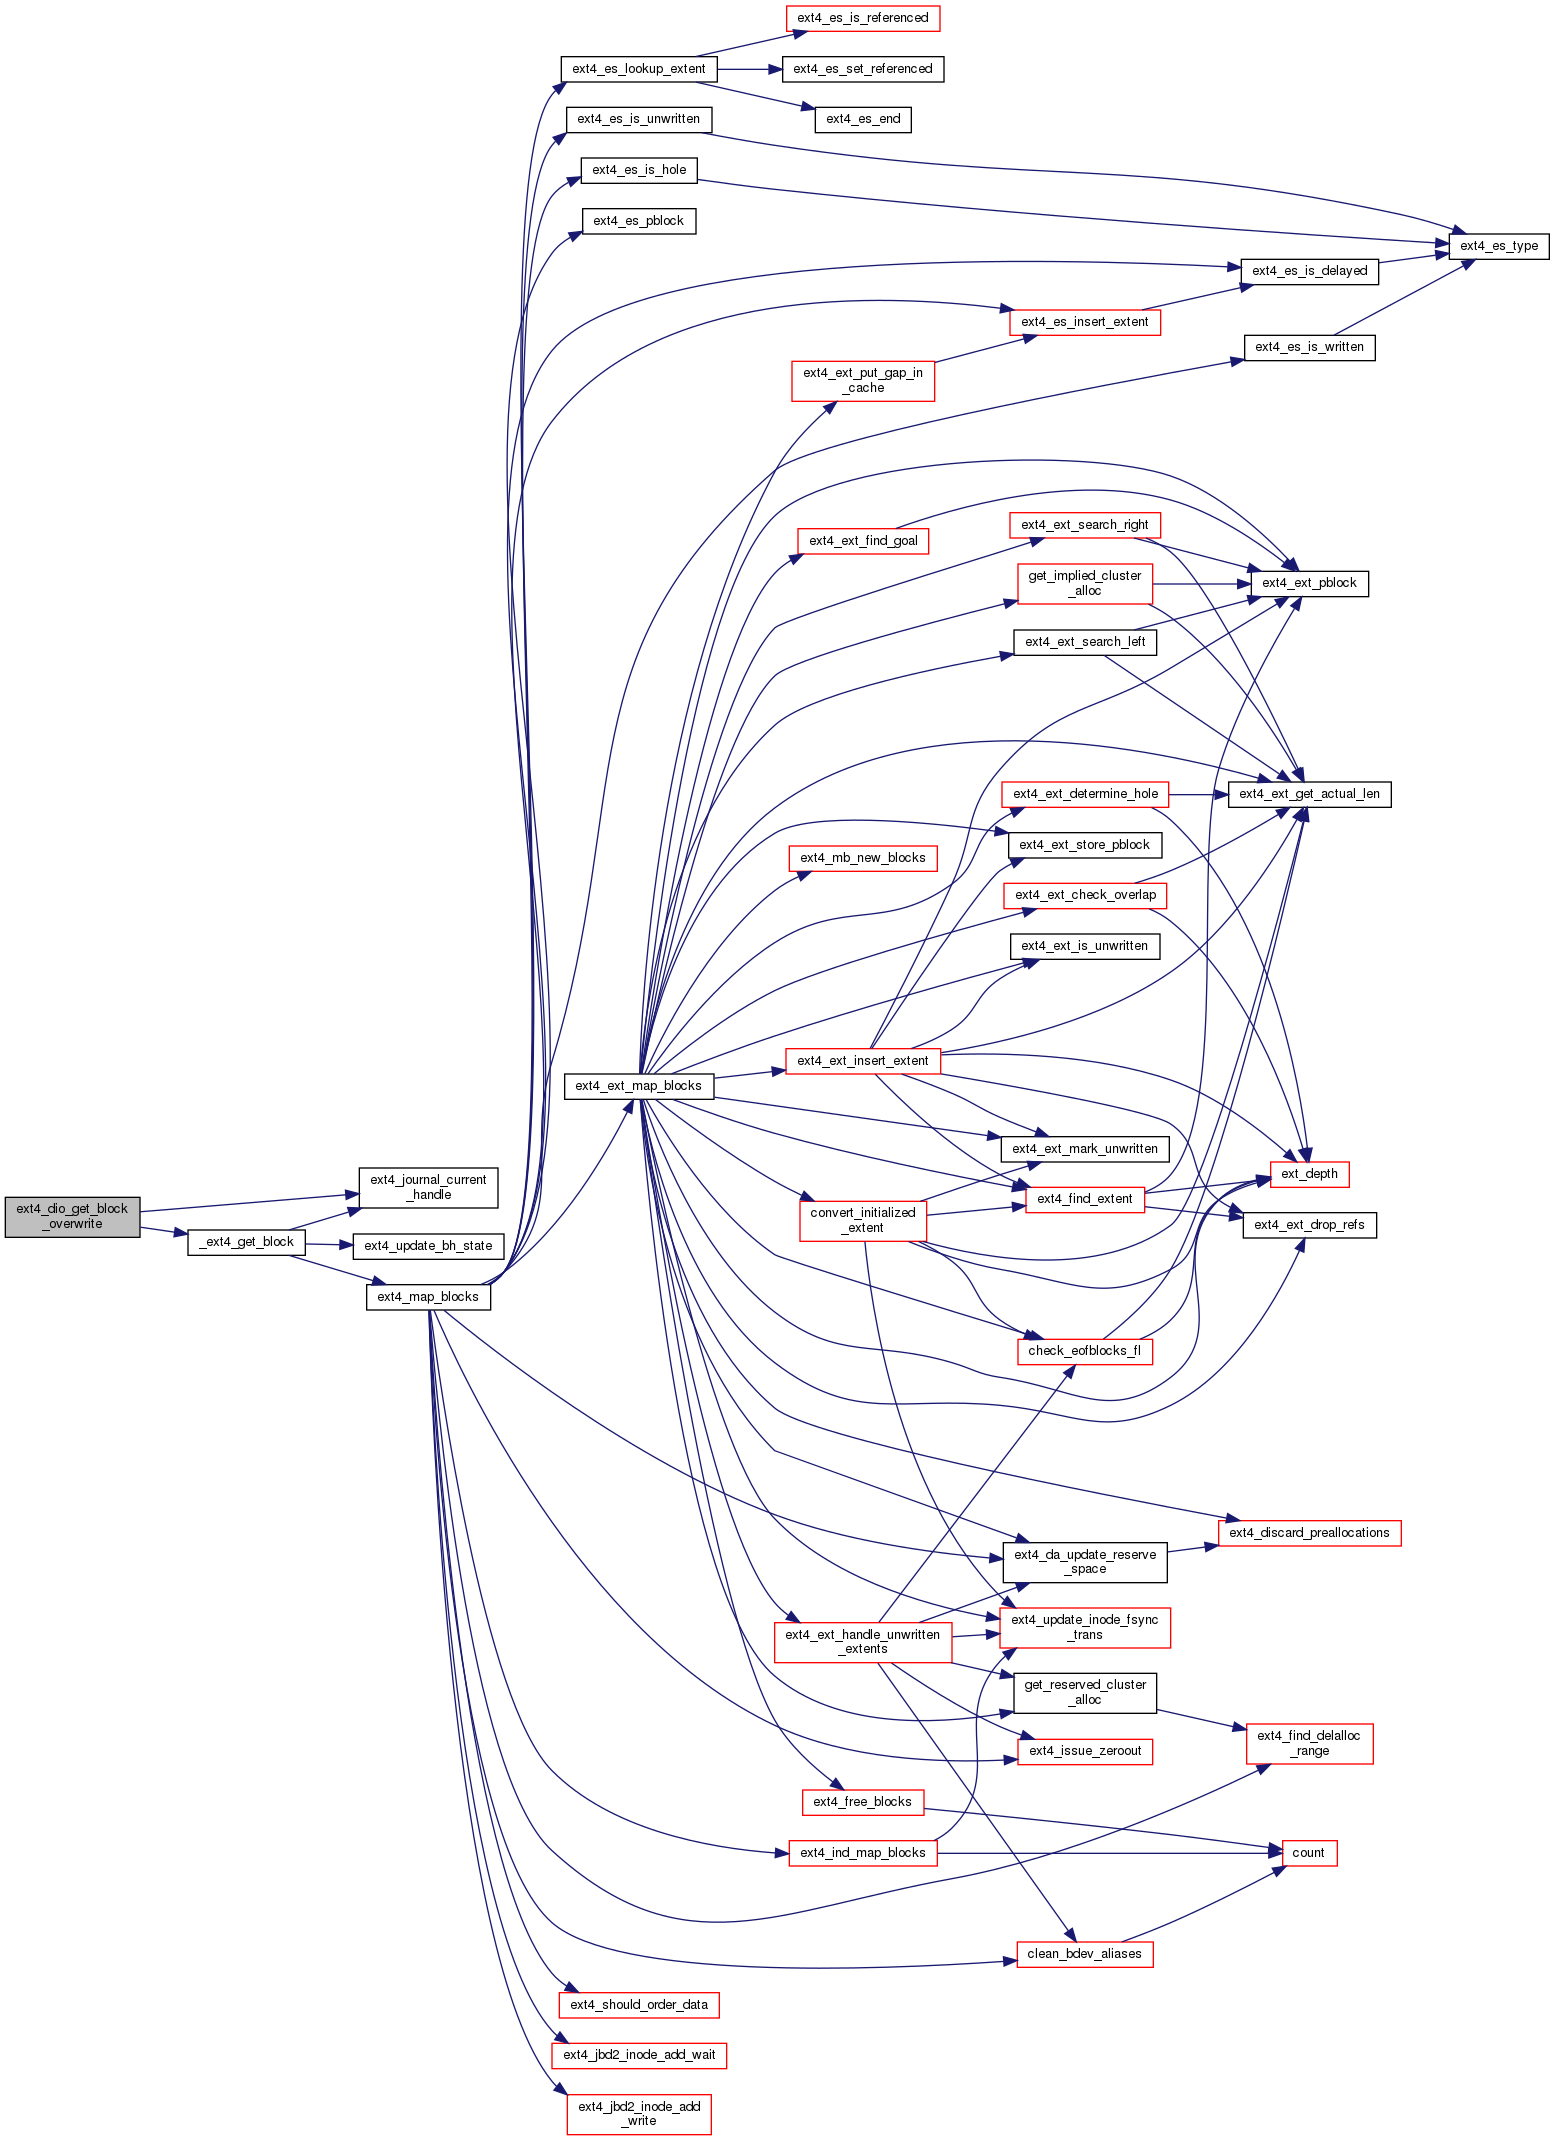 ext4_es_is_referenced
ext4_es_lookup_extent
ext4_es_set_referenced
ext4_es_end
ext4_es_is_unwritten
ext4_es_is_hole
ext4_es_pblock
ext4_es_type
ext4_es_is_delayed
ext4_es_insert_extent
ext4_es_is_written
ext4_ext_put_gap_in
_cache
ext4_ext_search_right
ext4_ext_find_goal
get_implied_cluster
_alloc
ext4_ext_pblock
ext4_ext_search_left
ext4_ext_determine_hole
ext4_ext_get_actual_len
ext4_ext_store_pblock
ext4_mb_new_blocks
ext4_ext_check_overlap
ext4_ext_is_unwritten
ext4_ext_insert_extent
ext4_ext_map_blocks
ext4_ext_mark_unwritten
ext4_journal_current
_handle
ext_depth
ext4_find_extent
ext4_dio_get_block
_overwrite
convert_initialized
_extent
ext4_ext_drop_refs
_ext4_get_block
ext4_update_bh_state
ext4_map_blocks
check_eofblocks_fl
ext4_discard_preallocations
ext4_da_update_reserve
_space
ext4_update_inode_fsync
_trans
ext4_ext_handle_unwritten
_extents
get_reserved_cluster
_alloc
ext4_find_delalloc
_range
ext4_issue_zeroout
ext4_free_blocks
ext4_ind_map_blocks
count
clean_bdev_aliases
ext4_should_order_data
ext4_jbd2_inode_add_wait
ext4_jbd2_inode_add
_write